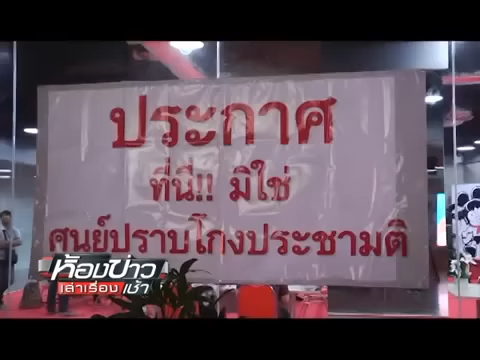 ประกาศ
ที่นี่!! มิใช่
ศูนย์ปราบโกงประชามติ
ห้องข่าว
เล่าเรื่อง เช้า